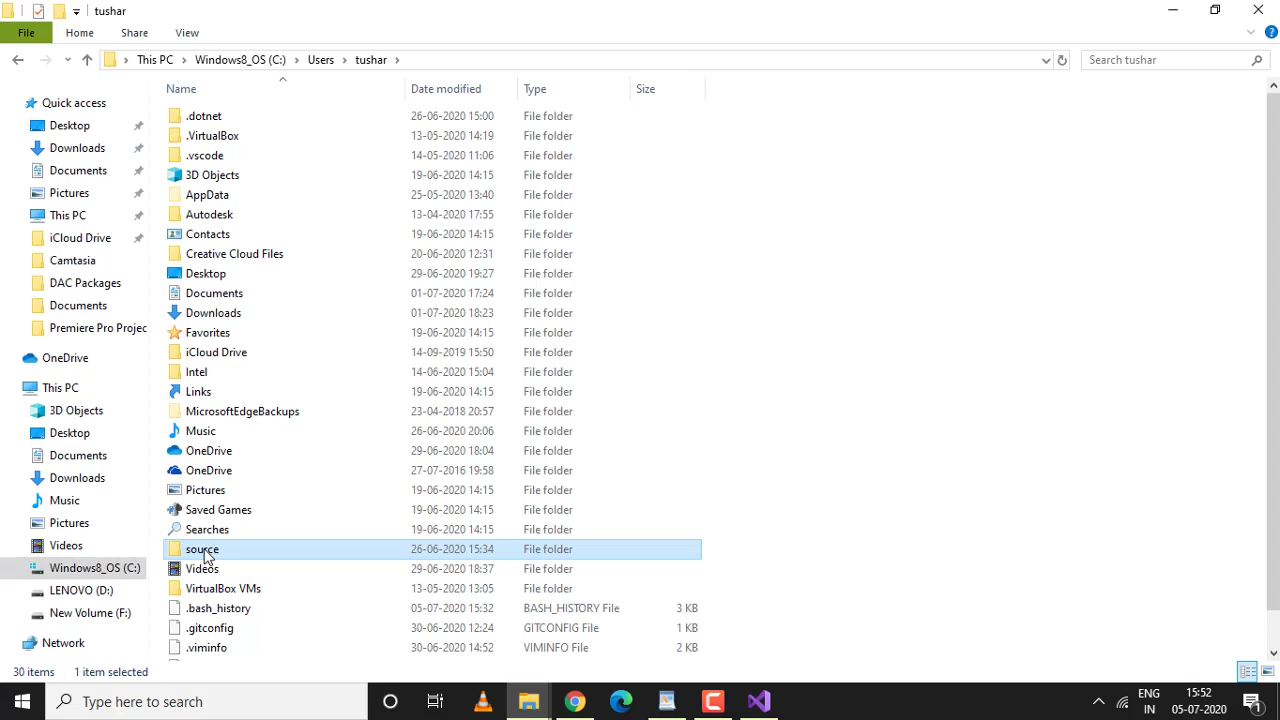 tushar
File Home Share View
This PC Windows8_OS (C:) Users tushar Search tushar
Name Date modified Type Size
Quick access
Desktop
Downloads
Documents
Pictures
This PC
iCloud Drive
Camtasia
DAC Packages
Documents
Premiere Pro Projec
OneDrive
This PC
3D Objects
Desktop
Documents
Downloads
Music
Pictures
Videos
Windows8_OS (C:)
LENOVO (D:)
New Volume (F:)
Network
.dotnet 26-06-2020 15:00 File folder
.VirtualBox 13-05-2020 14:19 File folder
.vscode 14-05-2020 11:06 File folder
3D Objects 19-06-2020 14:15 File folder
AppData 25-05-2020 13:40 File folder
Autodesk 13-04-2020 17:55 File folder
Contacts 19-06-2020 14:15 File folder
Creative Cloud Files 20-06-2020 12:31 File folder
Desktop 29-06-2020 19:27 File folder
Documents 01-07-2020 17:24 File folder
Downloads 01-07-2020 18:23 File folder
Favorites 19-06-2020 14:15 File folder
iCloud Drive 14-09-2019 15:50 File folder
Intel 14-06-2020 15:04 File folder
Links 19-06-2020 14:15 File folder
MicrosoftEdgeBackups 23-04-2018 20:57 File folder
Music 26-06-2020 20:06 File folder
OneDrive 29-06-2020 18:04 File folder
OneDrive 27-07-2016 19:58 File folder
Pictures 19-06-2020 14:15 File folder
Saved Games 19-06-2020 14:15 File folder
Searches 19-06-2020 14:15 File folder
source 26-06-2020 15:34 File folder
Videos 29-06-2020 18:37 File folder
VirtualBox VMs 13-05-2020 13:05 File folder
.bash_history 05-07-2020 15:32 BASH_HISTORY File 3 KB
.gitconfig 30-06-2020 12:24 GITCONFIG File 1 KB
.viminfo 30-06-2020 14:52 VIMINFO File 2 KB
30 items 1 item selected
Type here to search
ENG
IN
15:52
05-07-2020
1